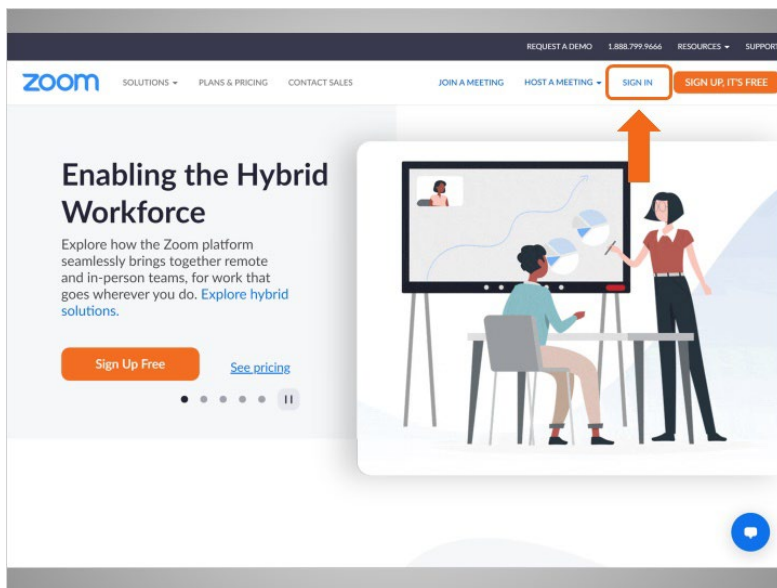 REQUEST A DEMO 1.888.799.9666 RESOURCES SUPPORT
zoom SOLUTIONS PLANS & PRICING CONTACT SALES JOIN A MEETING HOST A MEETING SIGN IN SIGN UP, IT'S FREE
Enabling the Hybrid
Workforce
Explore how the Zoom platform
seamlessly brings together remote
and in-person teams, for work that
goes wherever you do. Explore hybrid
solutions.
Sign Up Free See pricing